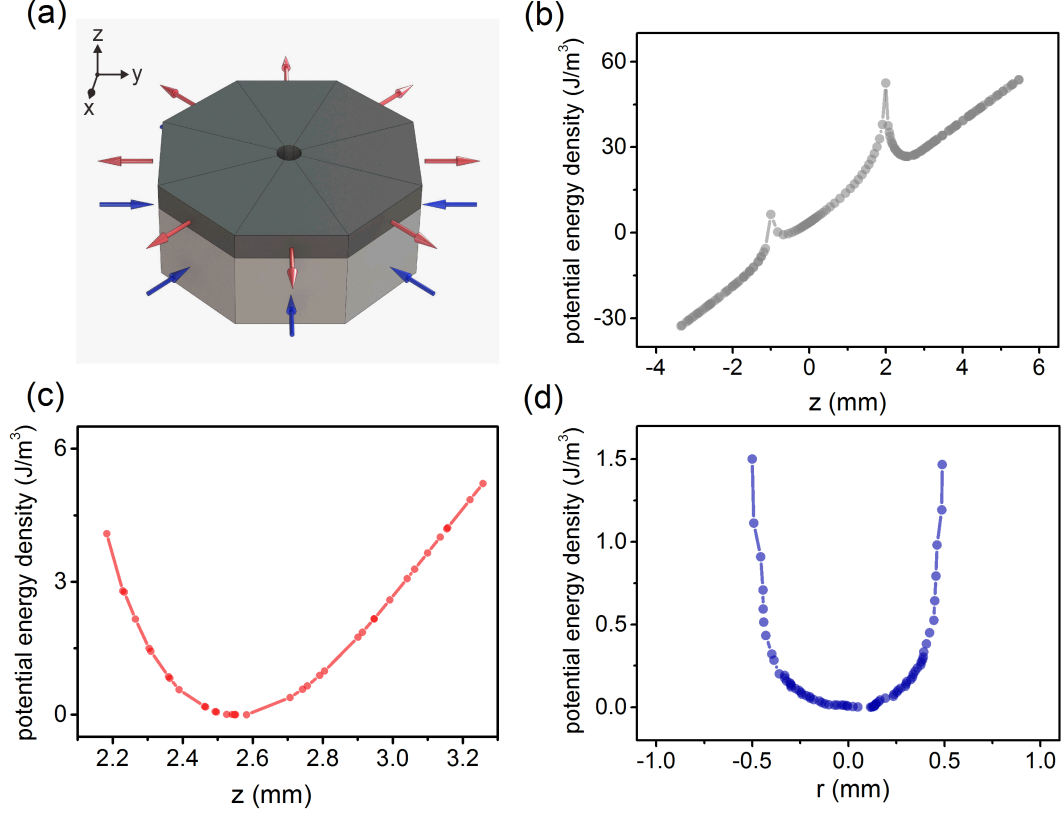 (a)
z
y
x
(b)
potential energy density (J/m³)
60
30
0
-30
-4
-2
0
2
4
6
z (mm)
(c)
potential energy density (J/m³)
6
3
0
2.2
2.4
2.6
2.8
3.0
3.2
z (mm)
(d)
potential energy density (J/m³)
1.5
1.0
0.5
0.0
-1.0
-0.5
0.0
0.5
1.0
r (mm)